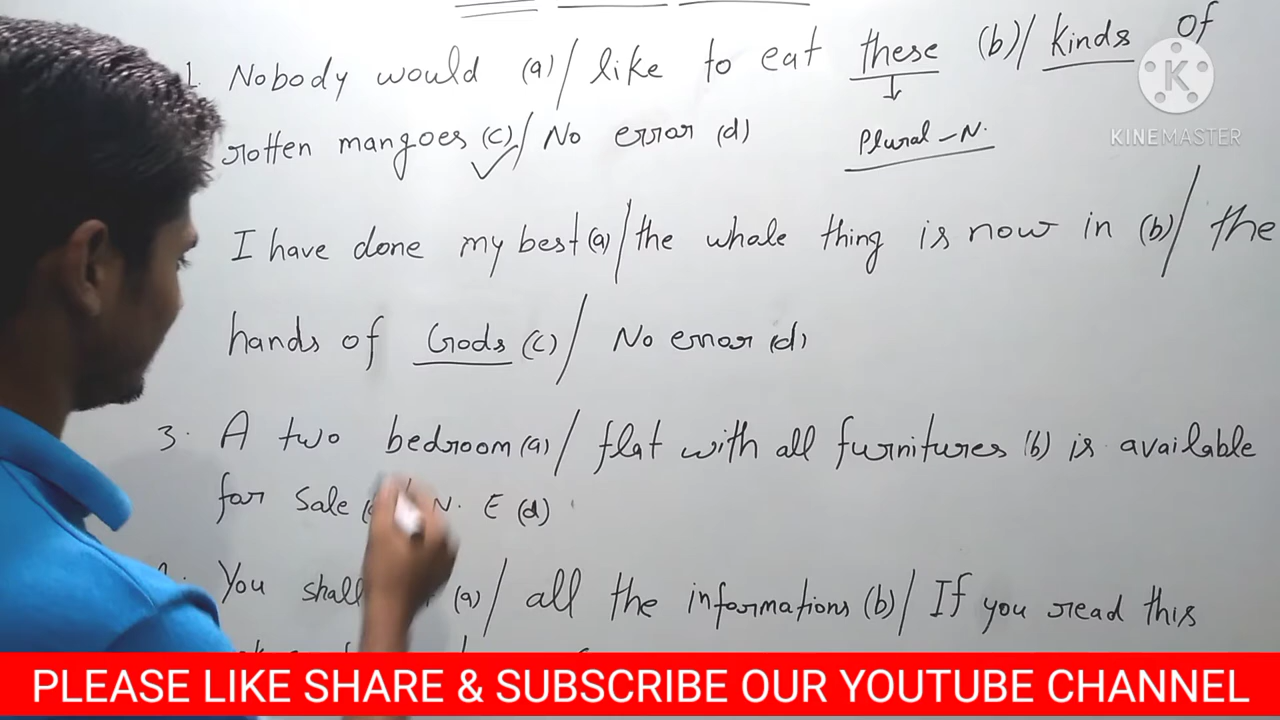 1. Nobody would (a)/ like to eat these (b)/ kinds of
rotten mangoes (c)/ No error (d)
Plural - N.
KINEMASTER
I have done my best (a)/ the whole thing is now in (b)/ the
hands of Gods (c)/ No error (d)
3. A two bedroom (a)/ flat with all furnitures (b) is available
for sale N. E (d)
You shall (a)/ all the informations (b)/ If you read this
PLEASE LIKE SHARE & SUBSCRIBE OUR YOUTUBE CHANNEL